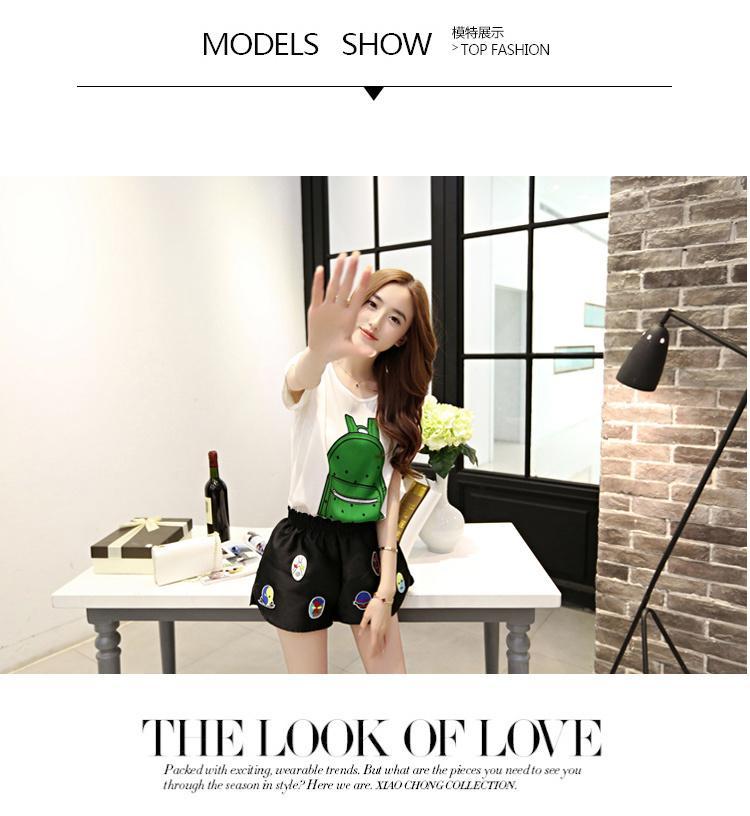 MODELS SHOW
模特展示
> TOP FASHION
THE LOOK OF LOVE
Packed with exciting, wearable trends. But what are the pieces you need to see you
through the season in style? Here we are. XIAO CHONG COLLECTION.